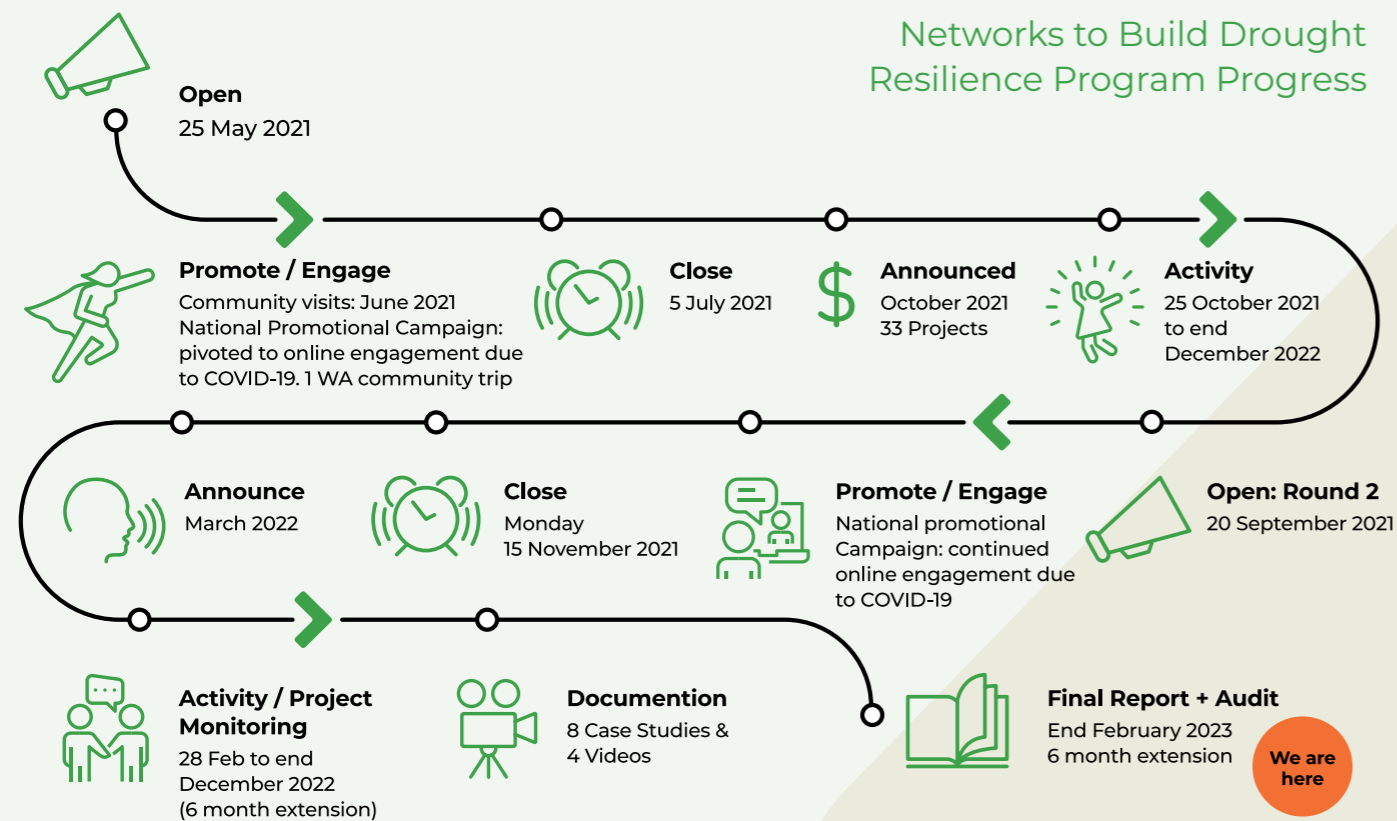 Networks to Build Drought
Resilience Program Progress
Open
25 May 2021
Promote / Engage
Community visits: June 2021
National Promotional Campaign:
pivoted to online engagement due
to COVID-19. 1 WA community trip
Close
5 July 2021
$
Announced
October 2021
33 Projects
Activity
25 October 2021
to end
December 2022
Open: Round 2
20 September 2021
Promote / Engage
National promotional
Campaign: continued
online engagement due
to COVID-19
Close
Monday
15 November 2021
Announce
March 2022
Activity / Project
Monitoring
28 Feb to end
December 2022
(6 month extension)
Documention
8 Case Studies &
4 Videos
Final Report + Audit
End February 2023
6 month extension
We are
here